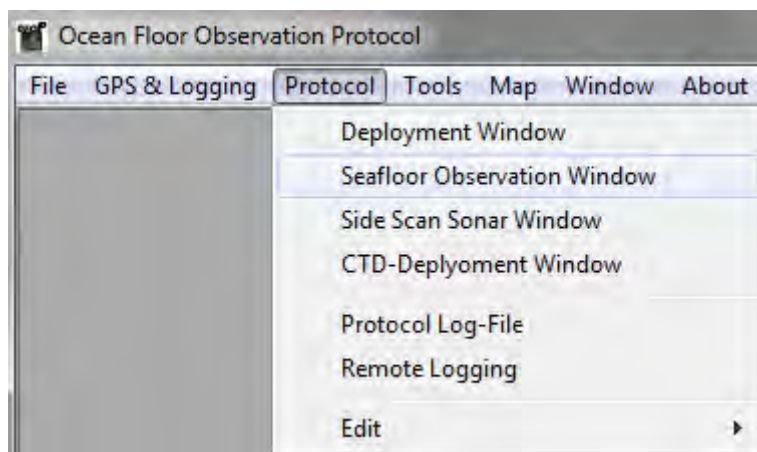 Ocean Floor Observation Protocol
File GPS & Logging Protocol Tools Map Window About
Deployment Window
Seafloor Observation Window
Side Scan Sonar Window
CTD-Deplyoment Window
Protocol Log-File
Remote Logging
Edit